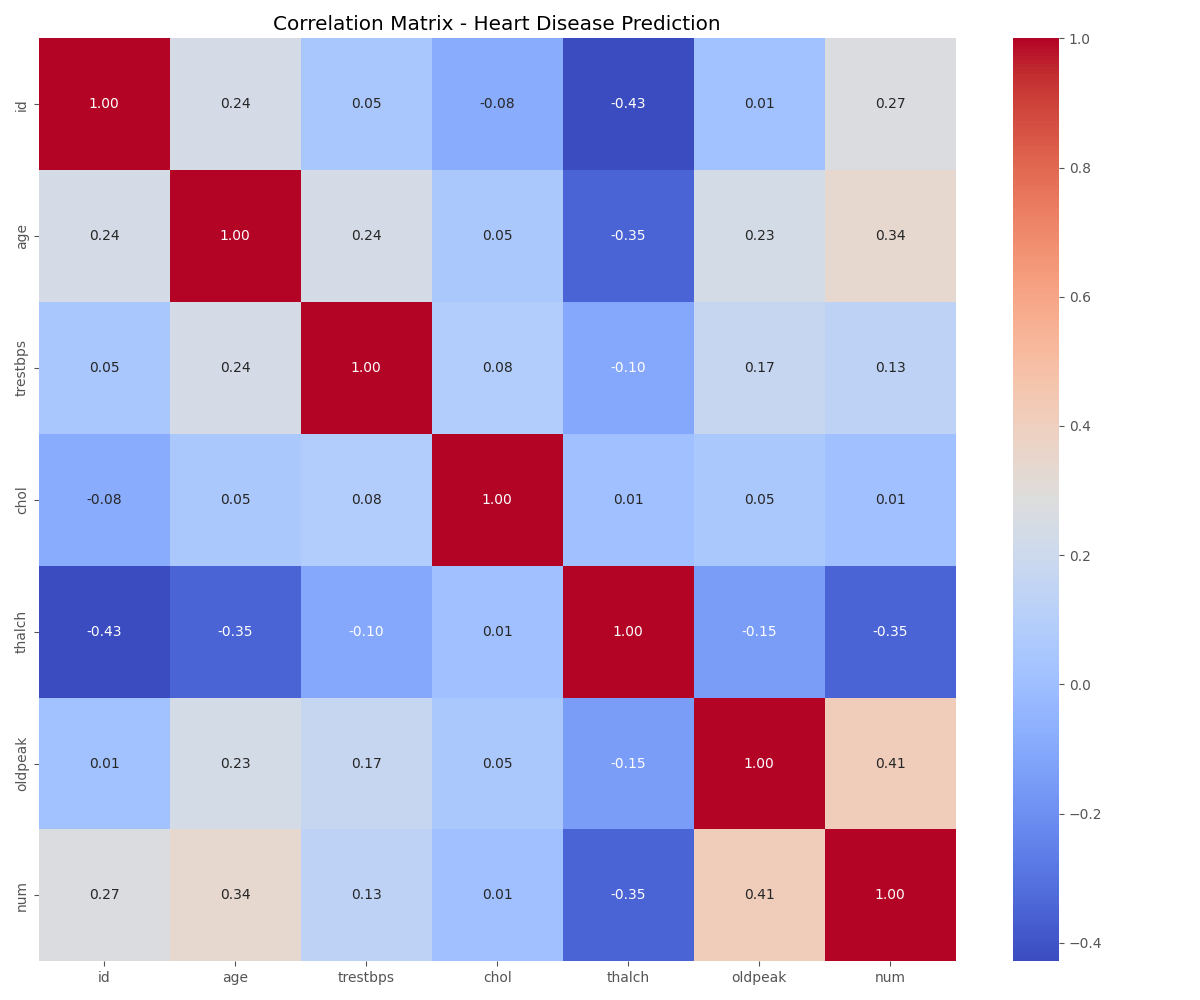 Correlation Matrix - Heart Disease Prediction
id 1.00 0.24 0.05 -0.08 -0.43 0.01 0.27
age 0.24 1.00 0.24 0.05 -0.35 0.23 0.34
trestbps 0.05 0.24 1.00 0.08 -0.10 0.17 0.13
chol -0.08 0.05 0.08 1.00 0.01 0.05 0.01
thalch -0.43 -0.35 -0.10 0.01 1.00 -0.15 -0.35
oldpeak 0.01 0.23 0.17 0.05 -0.15 1.00 0.41
num 0.27 0.34 0.13 0.01 -0.35 0.41 1.00
id age trestbps chol thalch oldpeak num
1.0
0.8
0.6
0.4
0.2
0.0
−0.2
−0.4